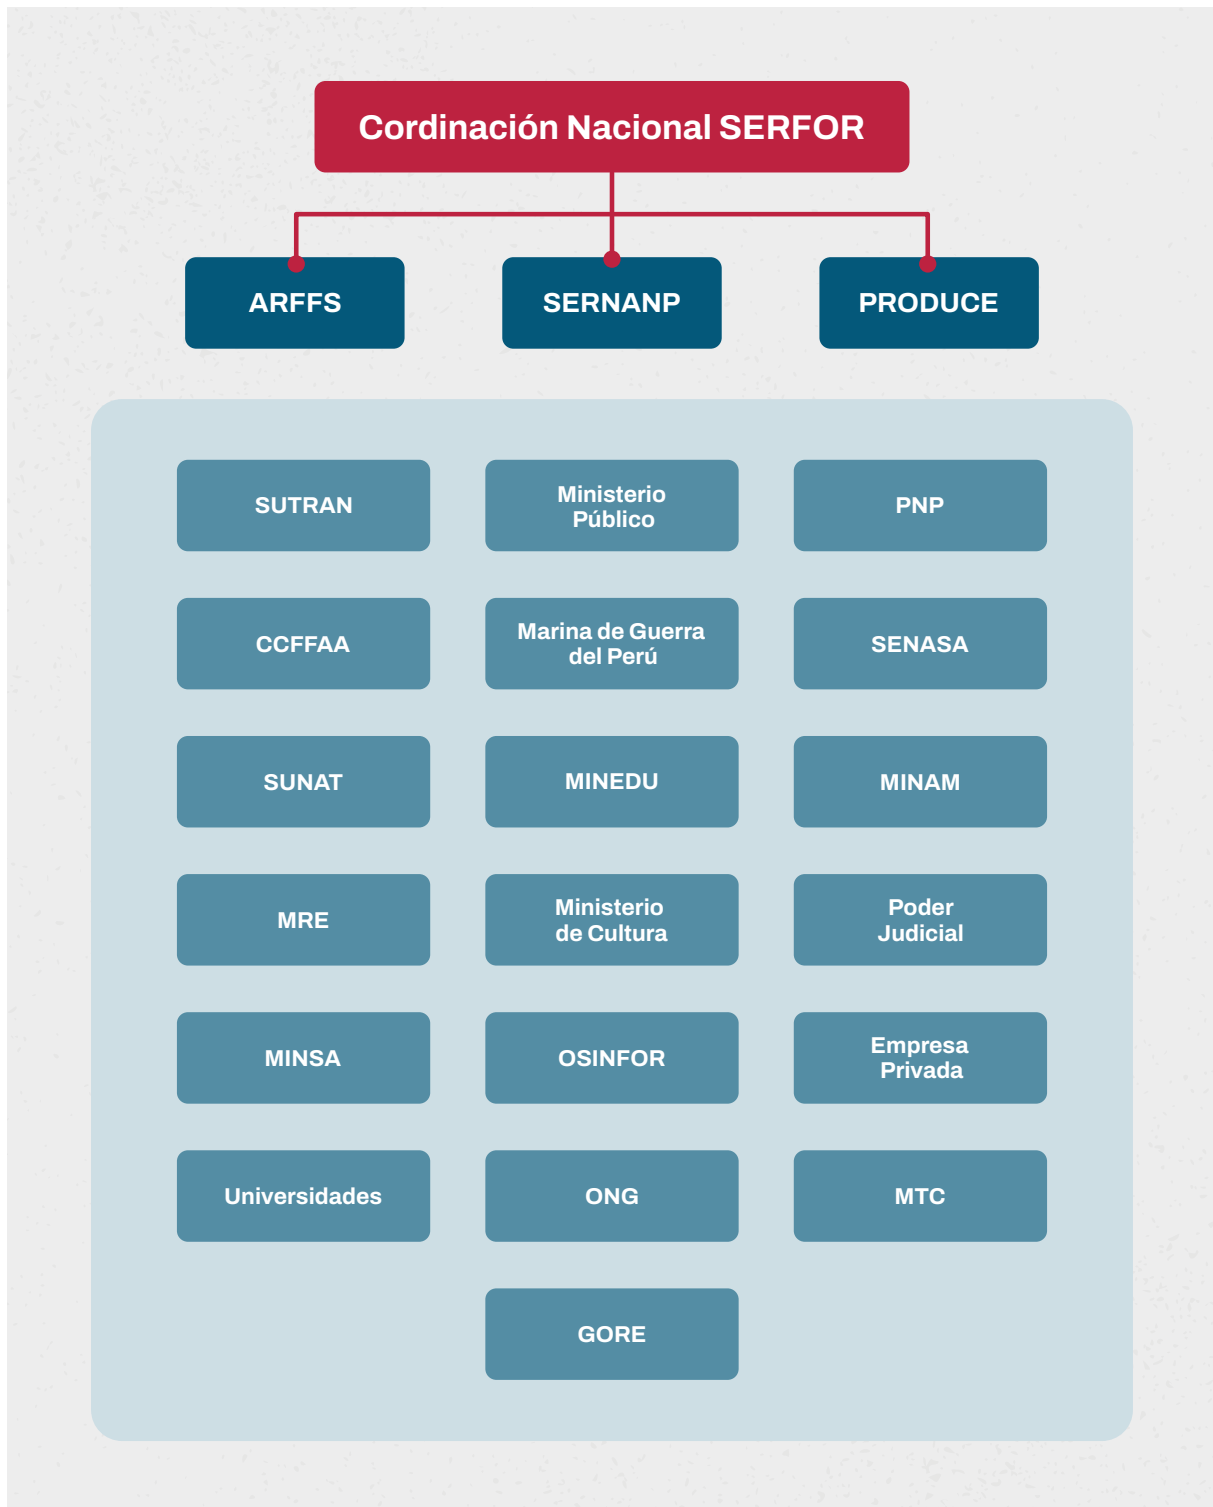 Cordinación Nacional SERFOR
ARFFS
SERNANP
PRODUCE
SUTRAN
Ministerio
Público
PNP
CCFFAA
Marina de Guerra
del Perú
SENASA
SUNAT
MINEDU
MINAM
MRE
Ministerio
de Cultura
Poder
Judicial
MINSA
OSINFOR
Empresa
Privada
Universidades
ONG
MTC
GORE